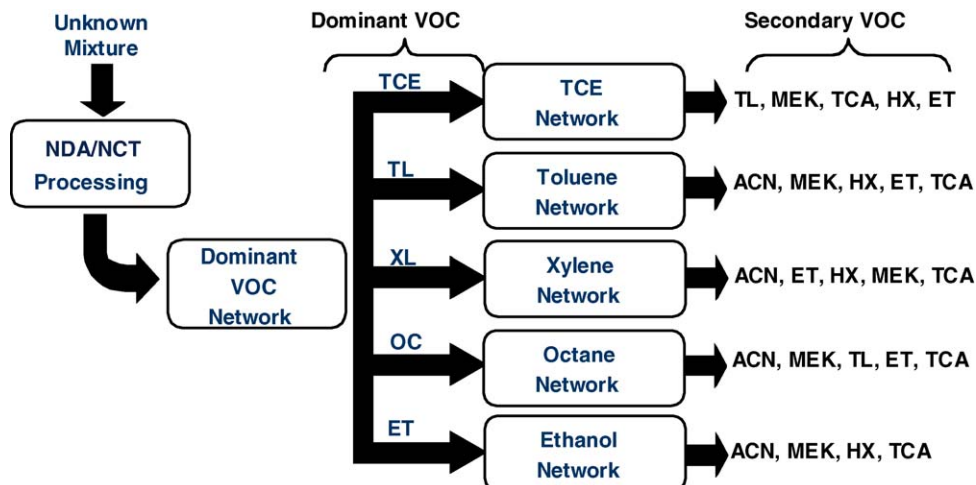 Unknown
Mixture
NDA/NCT
Processing
Dominant
VOC
Network
Dominant VOC
TCE
TL
XL
OC
ET
TCE
Network
Toluene
Network
Xylene
Network
Octane
Network
Ethanol
Network
Secondary VOC
TL, MEK, TCA, HX, ET
ACN, MEK, HX, ET, TCA
ACN, ET, HX, MEK, TCA
ACN, MEK, TL, ET, TCA
ACN, MEK, HX, TCA